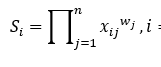 S_i = ∏_{j=1}^{n} x_{ij}^{w_j}, i =